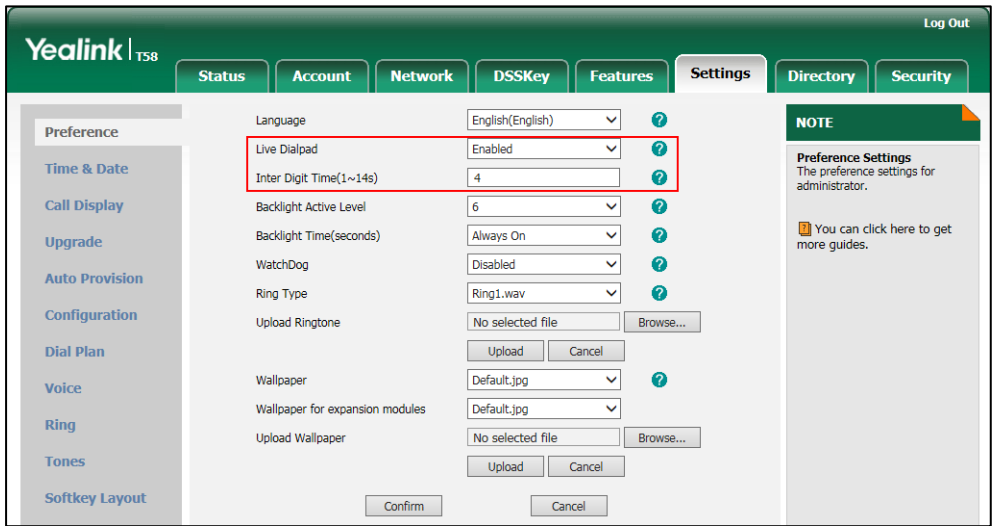 Log Out
Yealink T58
Status Account Network DSSKey Features Settings Directory Security
Preference
Time & Date
Call Display
Upgrade
Auto Provision
Configuration
Dial Plan
Voice
Ring
Tones
Softkey Layout
Language English(English) ?
Live Dialpad Enabled ?
Inter Digit Time(1~14s) 4 ?
Backlight Active Level 6 ?
Backlight Time(seconds) Always On ?
WatchDog Disabled ?
Ring Type Ring1.wav ?
Upload Ringtone No selected file Browse...
Upload Cancel
Wallpaper Default.jpg ?
Wallpaper for expansion modules Default.jpg
Upload Wallpaper No selected file Browse...
Upload Cancel
Confirm Cancel
NOTE
Preference Settings
The preference settings for
administrator.
? You can click here to get
more guides.